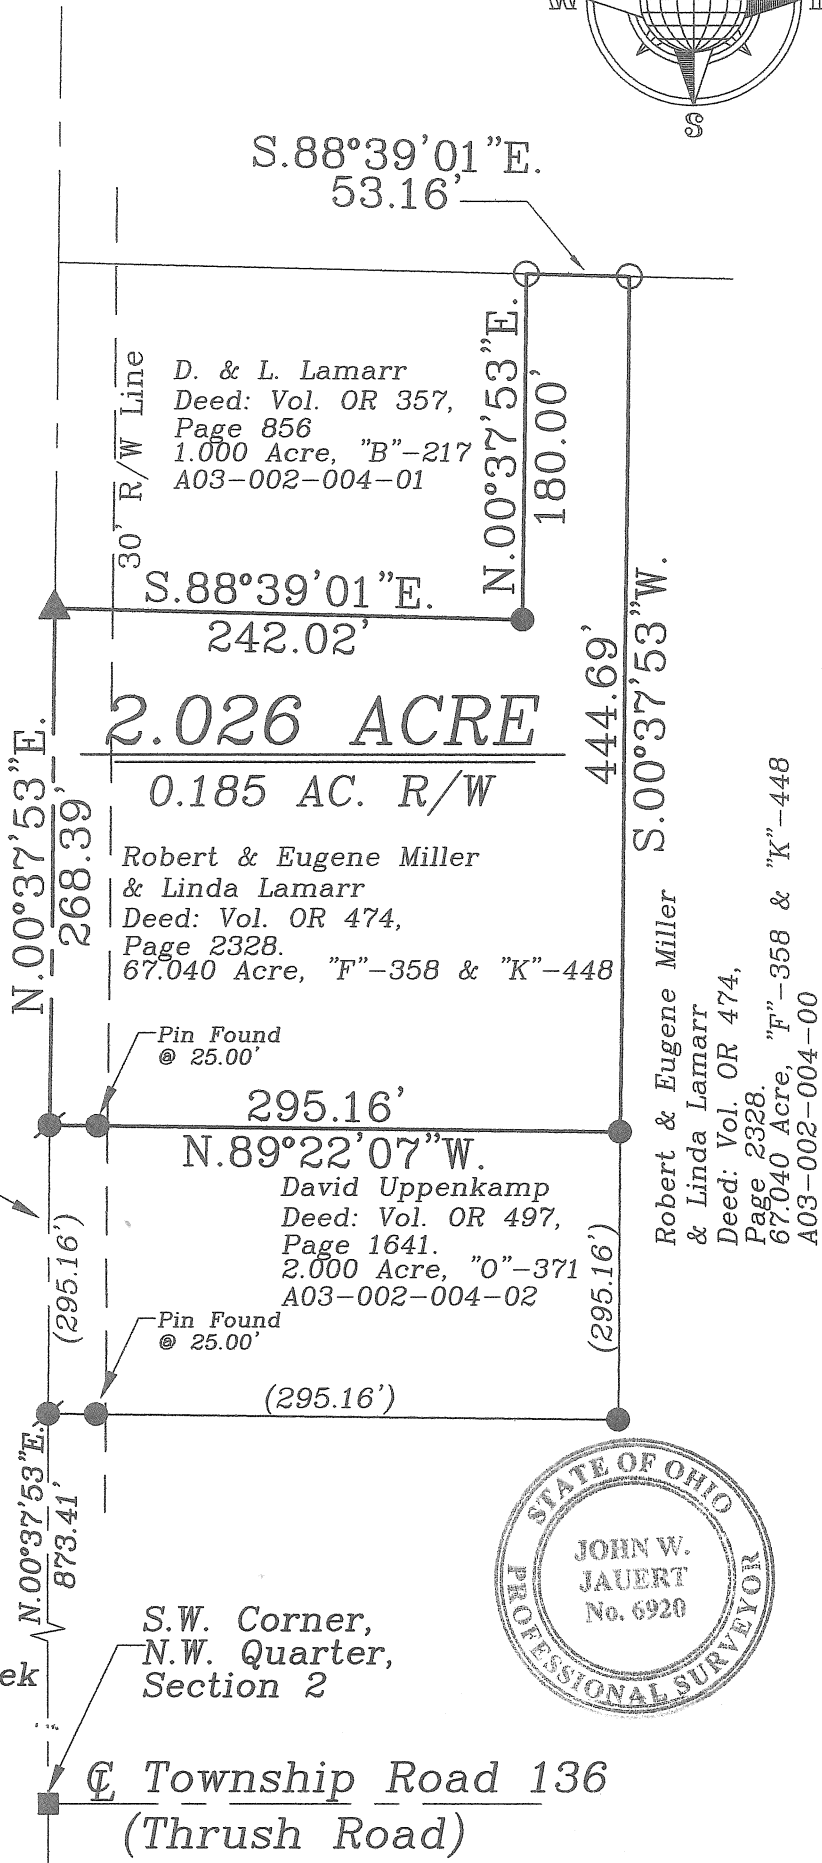 W
S
S.88°39'01"E.
53.16'
30' R/W Line
D. & L. Lamarr
Deed: Vol. OR 357,
Page 856
1.000 Acre, "B"-217
A03-002-004-01
N.00°37'53"E.
180.00'
S.88°39'01"E.
242.02'
444.69'
S.00°37'53"W.
2.026 ACRE
0.185 AC. R/W
N.00°37'53"E.
268.39'
Robert & Eugene Miller
& Linda Lamarr
Deed: Vol. OR 474,
Page 2328.
67.040 Acre, "F"-358 & "K"-448
Robert & Eugene Miller
& Linda Lamarr
Deed: Vol. OR 474,
Page 2328.
67.040 Acre, "F"-358 & "K"-448
A03-002-004-00
Pin Found
@ 25.00'
295.16'
N.89°22'07"W.
David Uppenkamp
Deed: Vol. OR 497,
Page 1641.
2.000 Acre, "O"-371
A03-002-004-02
(295.16')
(295.16')
Pin Found
@ 25.00'
(295.16')
N.00°37'53"E.
873.41'
STATE OF OHIO
JOHN W.
JAUERT
No. 6920
PROFESSIONAL SURVEYOR
S.W. Corner,
N.W. Quarter,
Section 2
ek
℄ Township Road 136
(Thrush Road)